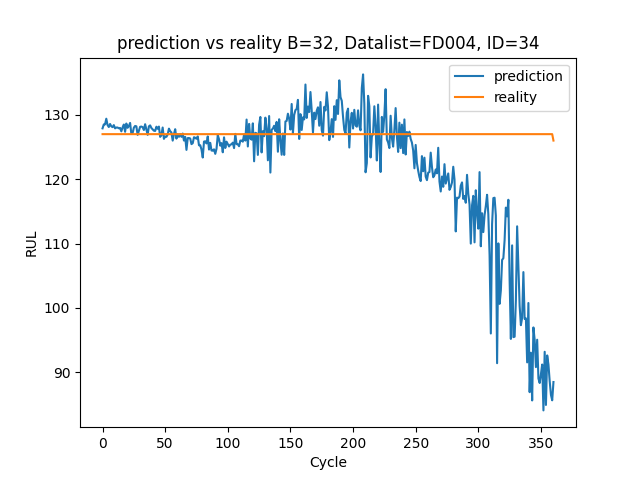 prediction vs reality B=32, Datalist=FD004, ID=34
prediction
reality
RUL
130
120
110
100
90
0 50 100 150 200 250 300 350
Cycle